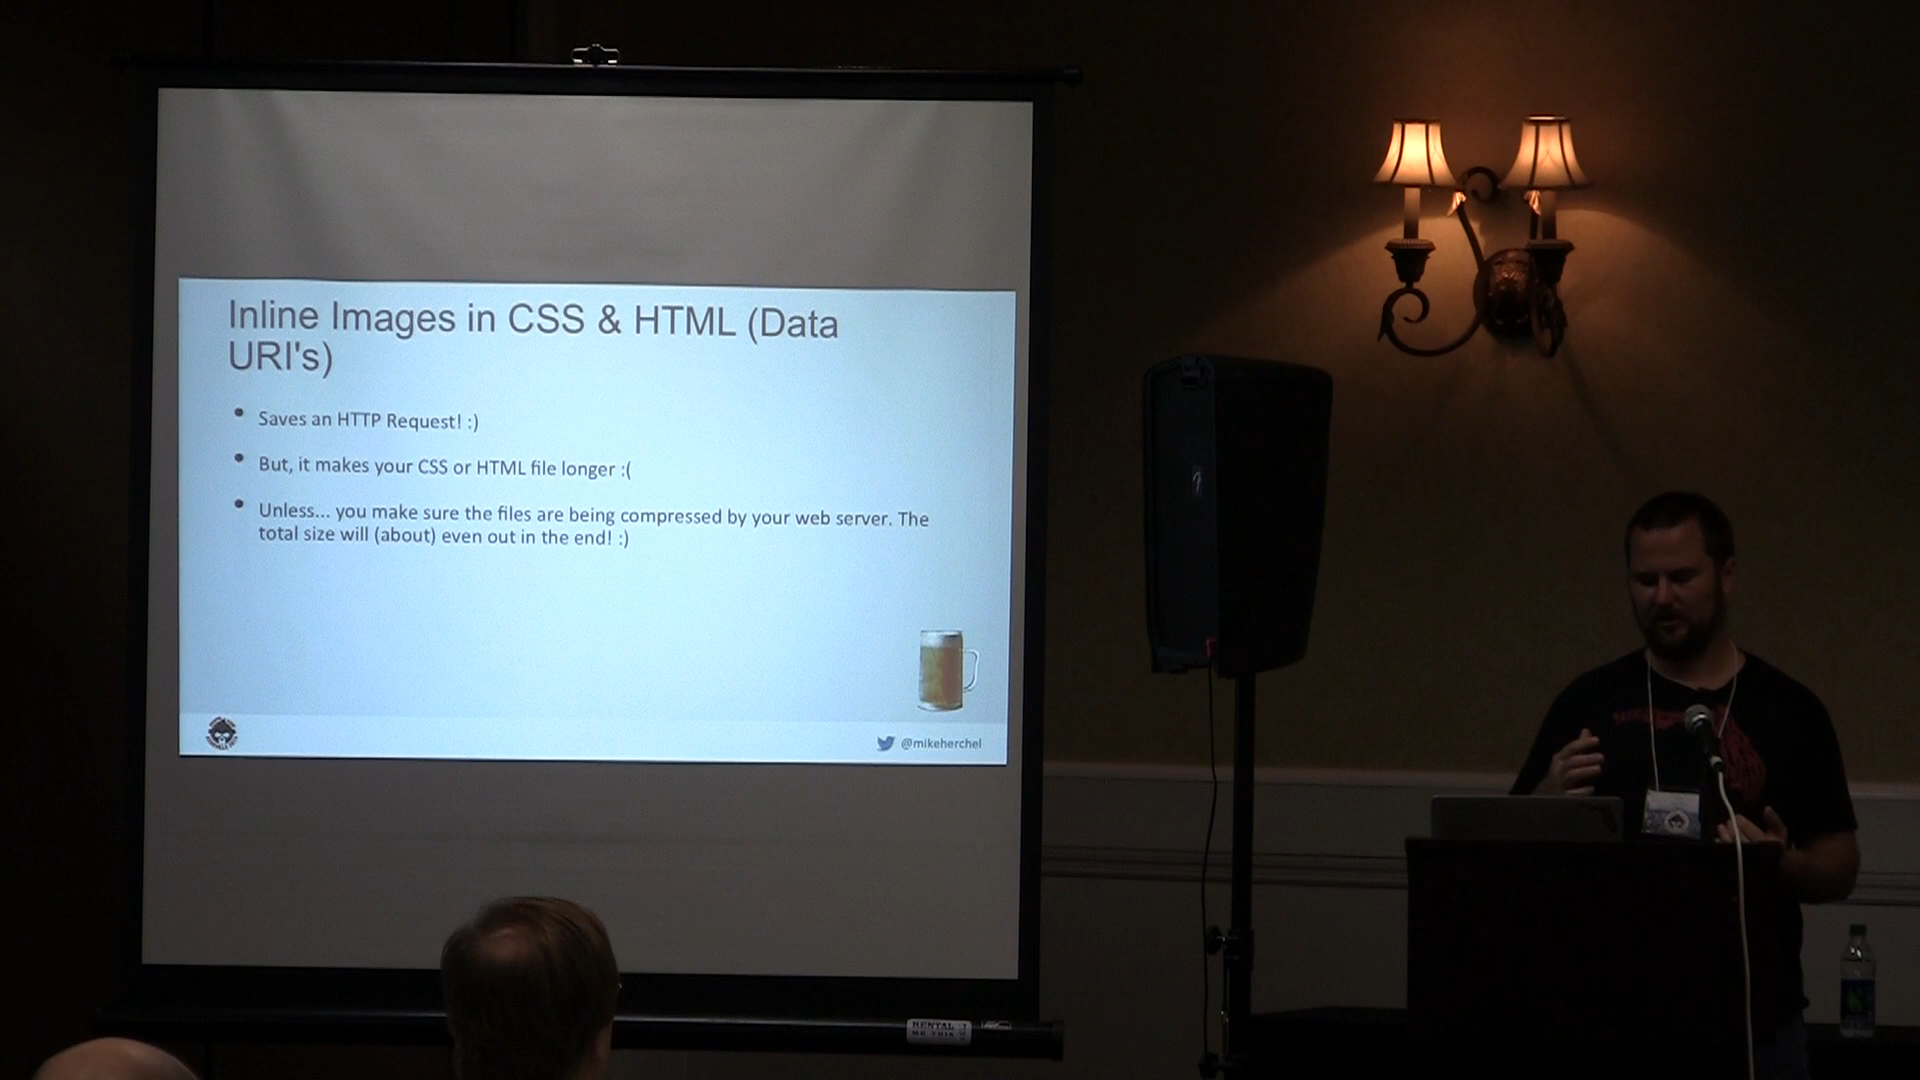 Inline Images in CSS & HTML (Data
URI's)
• Saves an HTTP Request! :)
• But, it makes your CSS or HTML file longer :(
• Unless... you make sure the files are being compressed by your web server. The
total size will (about) even out in the end! :)
@mikeherchel
RENTAL